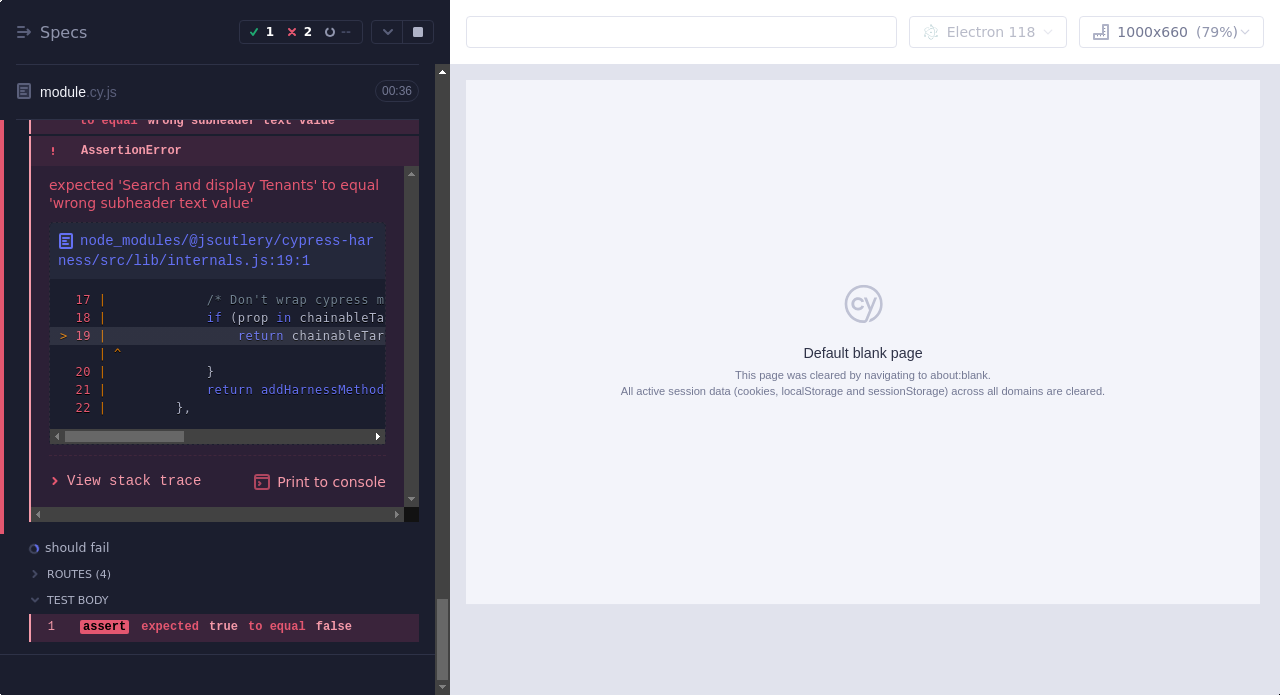 Specs
1 2 --
module.cy.js
00:36
to equal wrong subheader text value
! AssertionError
expected 'Search and display Tenants' to equal
'wrong subheader text value'
node_modules/@jscutlery/cypress-har
ness/src/lib/internals.js:19:1
17 | /* Don't wrap cypress m
18 | if (prop in chainableTa
> 19 | return chainableTar
| ^
20 | }
21 | return addHarnessMethod
22 | },
View stack trace
Print to console
should fail
ROUTES (4)
TEST BODY
1 assert expected true to equal false
Electron 118
1000x660 (79%)
cy
Default blank page
This page was cleared by navigating to about:blank.
All active session data (cookies, localStorage and sessionStorage) across all domains are cleared.